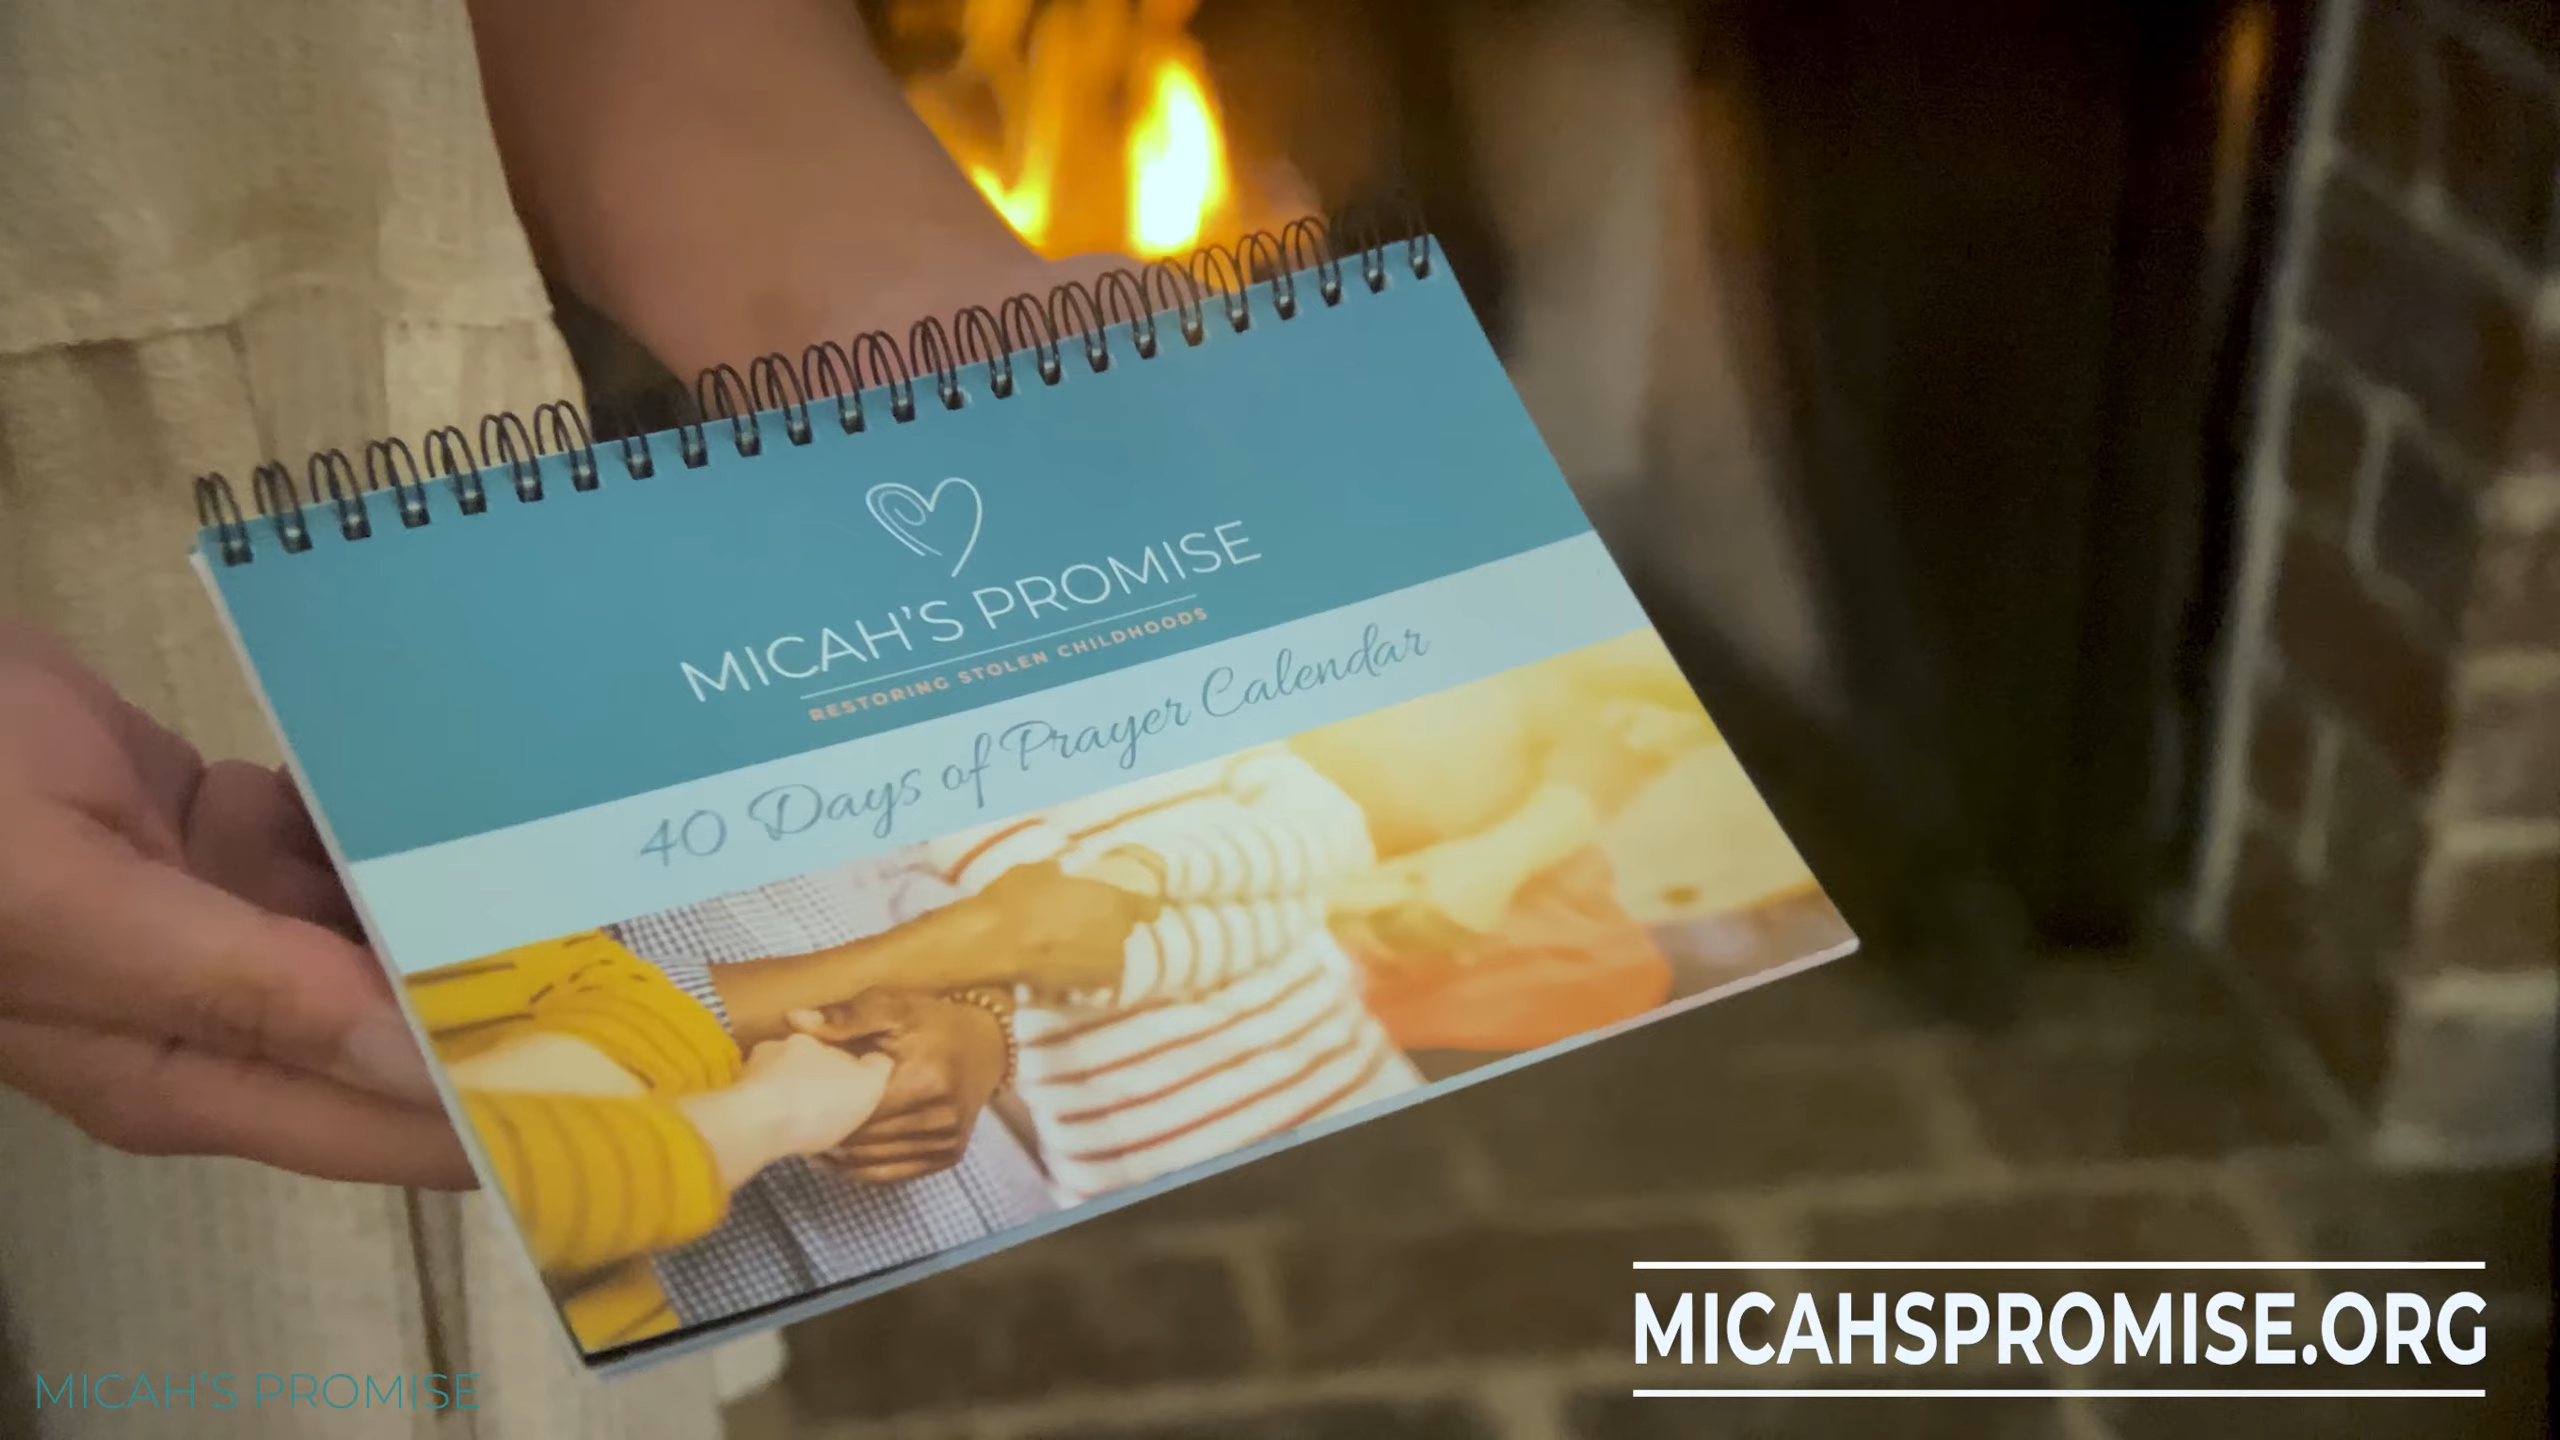 MICAH'S PROMISE
RESTORING STOLEN CHILDHOODS
40 Days of Prayer Calendar
MICAHSPROMISE.ORG
MICAH'S PROMISE